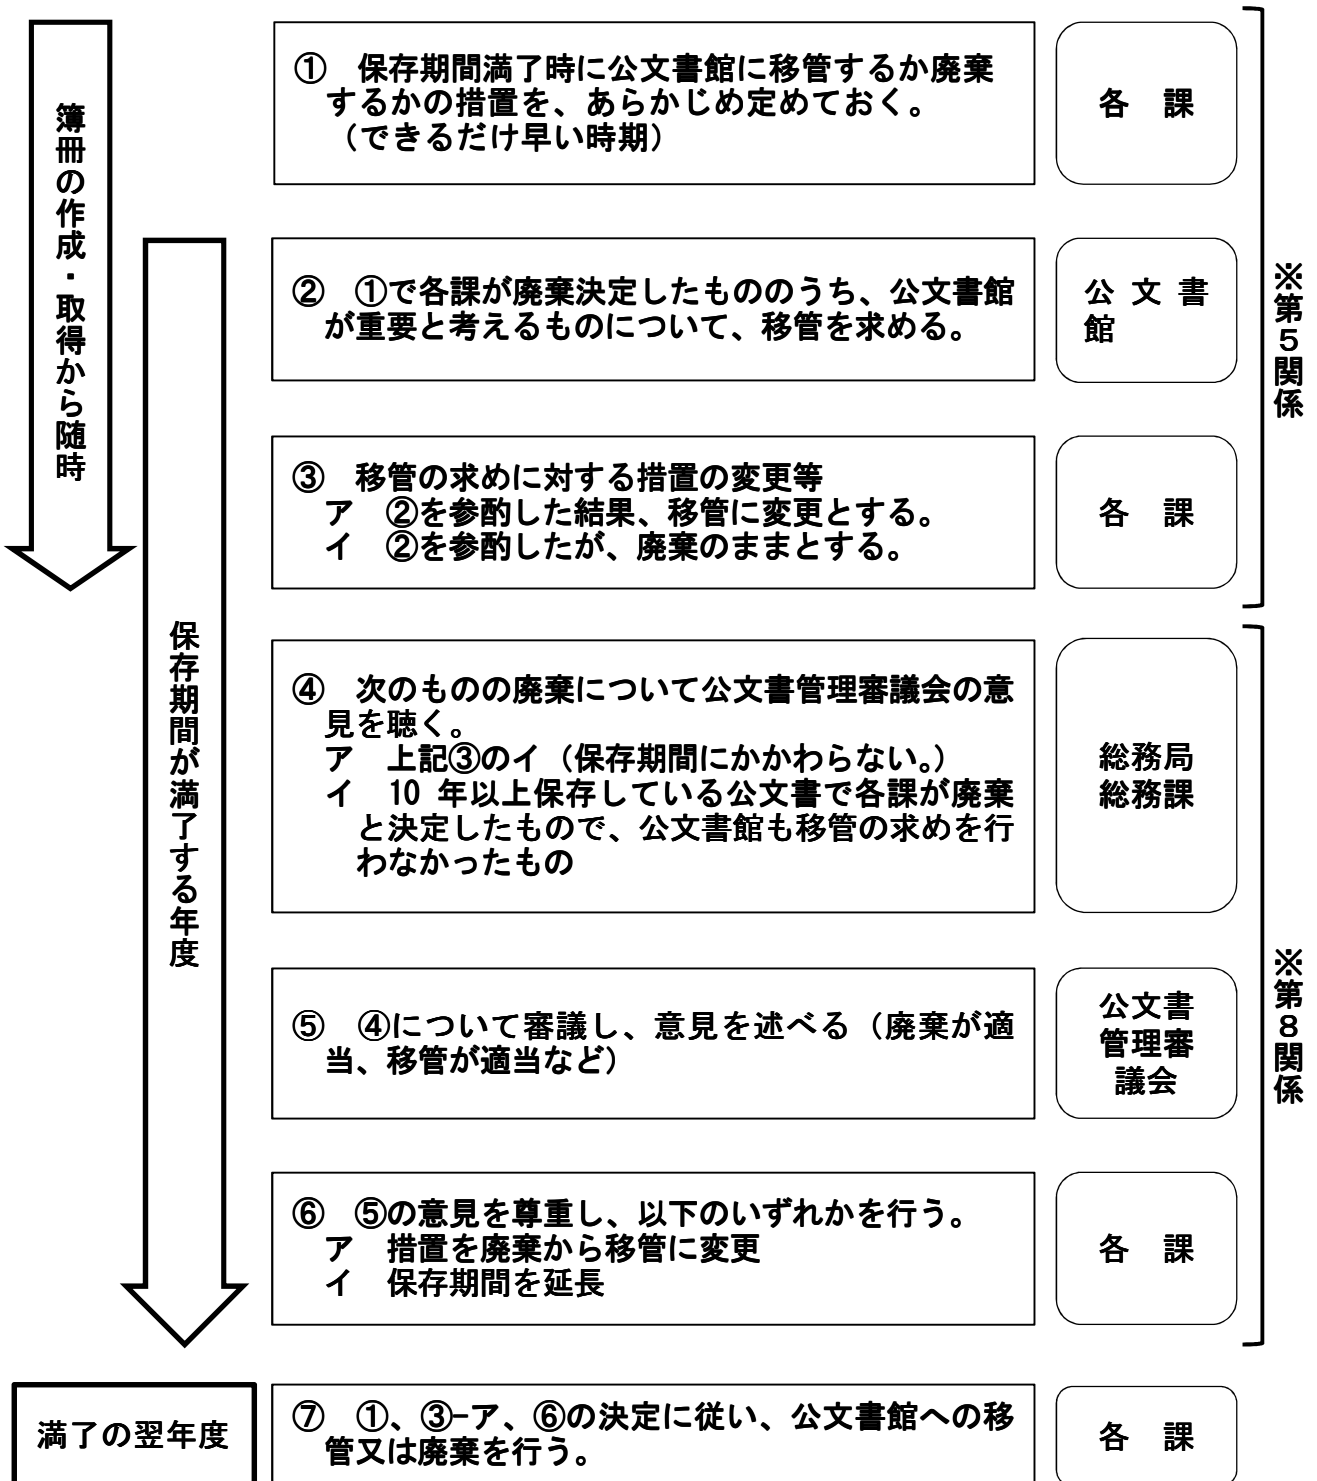 簿冊の作成・取得から随時
① 保存期間満了時に公文書館に移管するか廃棄
するかの措置を、あらかじめ定めておく。
（できるだけ早い時期）
各 課
※第５関係
保存期間が満了する年度
② ①で各課が廃棄決定したもののうち、公文書館
が重要と考えるものについて、移管を求める。
公 文 書
館
③ 移管の求めに対する措置の変更等
ア ②を参酌した結果、移管に変更とする。
イ ②を参酌したが、廃棄のままとする。
各 課
④ 次のものの廃棄について公文書管理審議会の意
見を聴く。
ア 上記③のイ（保存期間にかかわらない。）
イ 10 年以上保存している公文書で各課が廃棄
と決定したもので、公文書館も移管の求めを行
わなかったもの
総務局
総務課
※第８関係
⑤ ④について審議し、意見を述べる（廃棄が適
当、移管が適当など）
公文書
管理審
議会
⑥ ⑤の意見を尊重し、以下のいずれかを行う。
ア 措置を廃棄から移管に変更
イ 保存期間を延長
各 課
満了の翌年度
⑦ ①、③-ア、⑥の決定に従い、公文書館への移
管又は廃棄を行う。
各 課